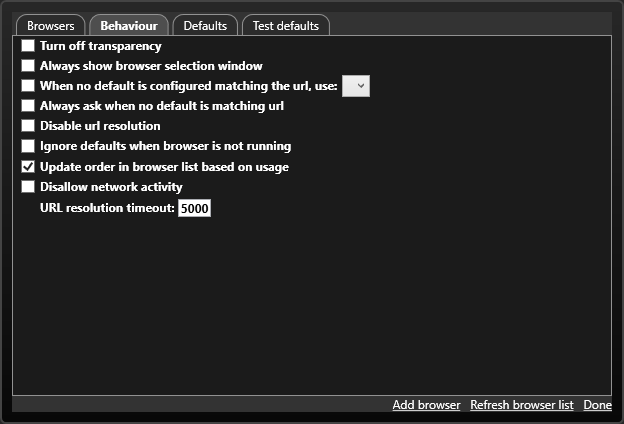 Browsers Behaviour Defaults Test defaults
Turn off transparency
Always show browser selection window
When no default is configured matching the url, use:
Always ask when no default is matching url
Disable url resolution
Ignore defaults when browser is not running
Update order in browser list based on usage
Disallow network activity
URL resolution timeout: 5000
Add browser Refresh browser list Done